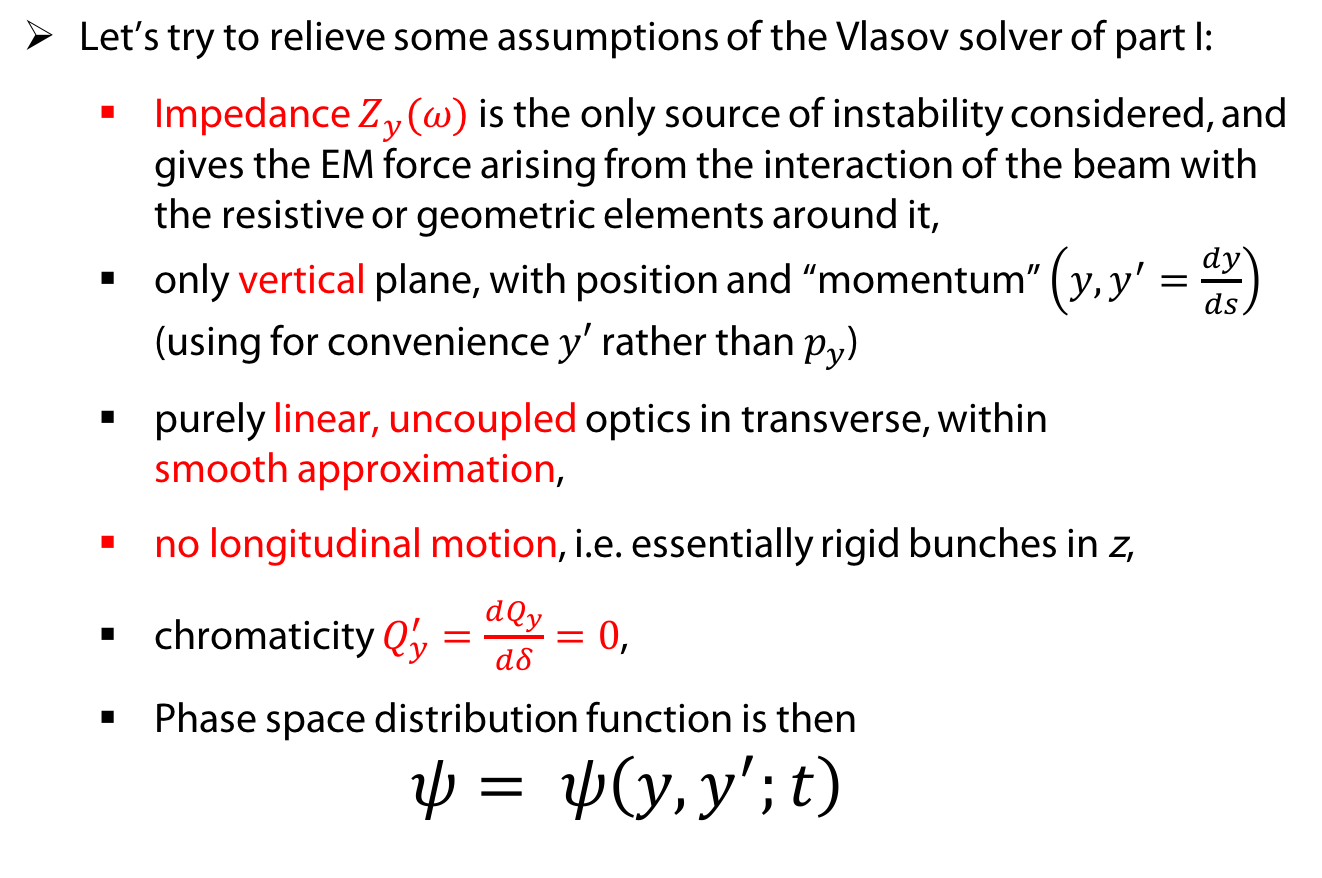 ➢ Let's try to relieve some assumptions of the Vlasov solver of part I:
▪ Impedance Z_y(ω) is the only source of instability considered, and
gives the EM force arising from the interaction of the beam with
the resistive or geometric elements around it,
▪ only vertical plane, with position and “momentum” (y, y′ = dy/ds)
(using for convenience y′ rather than p_y)
▪ purely linear, uncoupled optics in transverse, within
smooth approximation,
▪ no longitudinal motion, i.e. essentially rigid bunches in z,
▪ chromaticity Q′_y = dQ_y/dδ = 0,
▪ Phase space distribution function is then
ψ = ψ(y, y′; t)